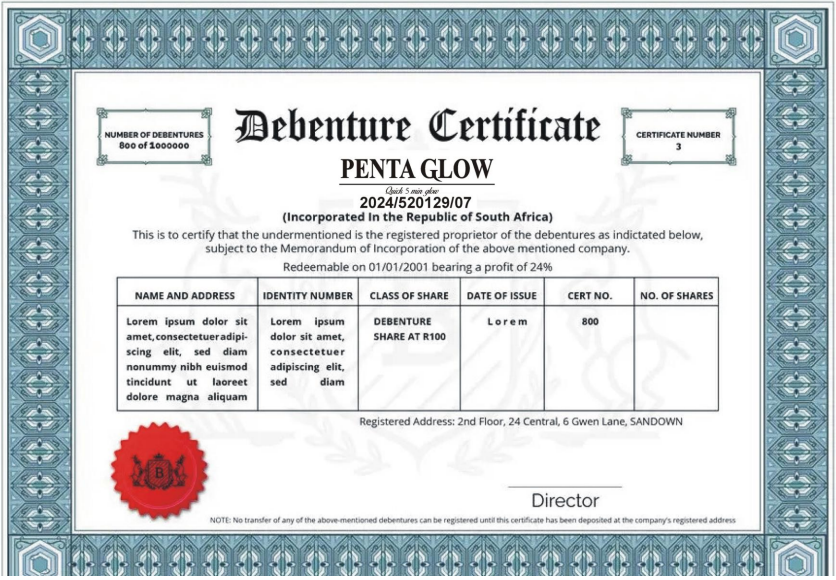 NUMBER OF DEBENTURES
800 of 1000000
Debenture Certificate
CERTIFICATE NUMBER
3
PENTA GLOW
Quick 5 min glow
2024/520129/07
(Incorporated In the Republic of South Africa)
This is to certify that the undermentioned is the registered proprietor of the debentures as indictated below,
subject to the Memorandum of Incorporation of the above mentioned company.
Redeemable on 01/01/2001 bearing a profit of 24%
NAME AND ADDRESS IDENTITY NUMBER CLASS OF SHARE DATE OF ISSUE CERT NO. NO. OF SHARES
Lorem ipsum dolor sit Lorem ipsum DEBENTURE Lorem 800
amet, consectetuer adipi- dolor sit amet, SHARE AT R100
scing elit, sed diam consectetuer
nonummy nibh euismod adipiscing elit,
tincidunt ut laoreet sed diam
dolore magna aliquam
Registered Address: 2nd Floor, 24 Central, 6 Gwen Lane, SANDOWN
B
Director
NOTE: No transfer of any of the above-mentioned debentures can be registered until this certificate has been deposited at the company's registered address